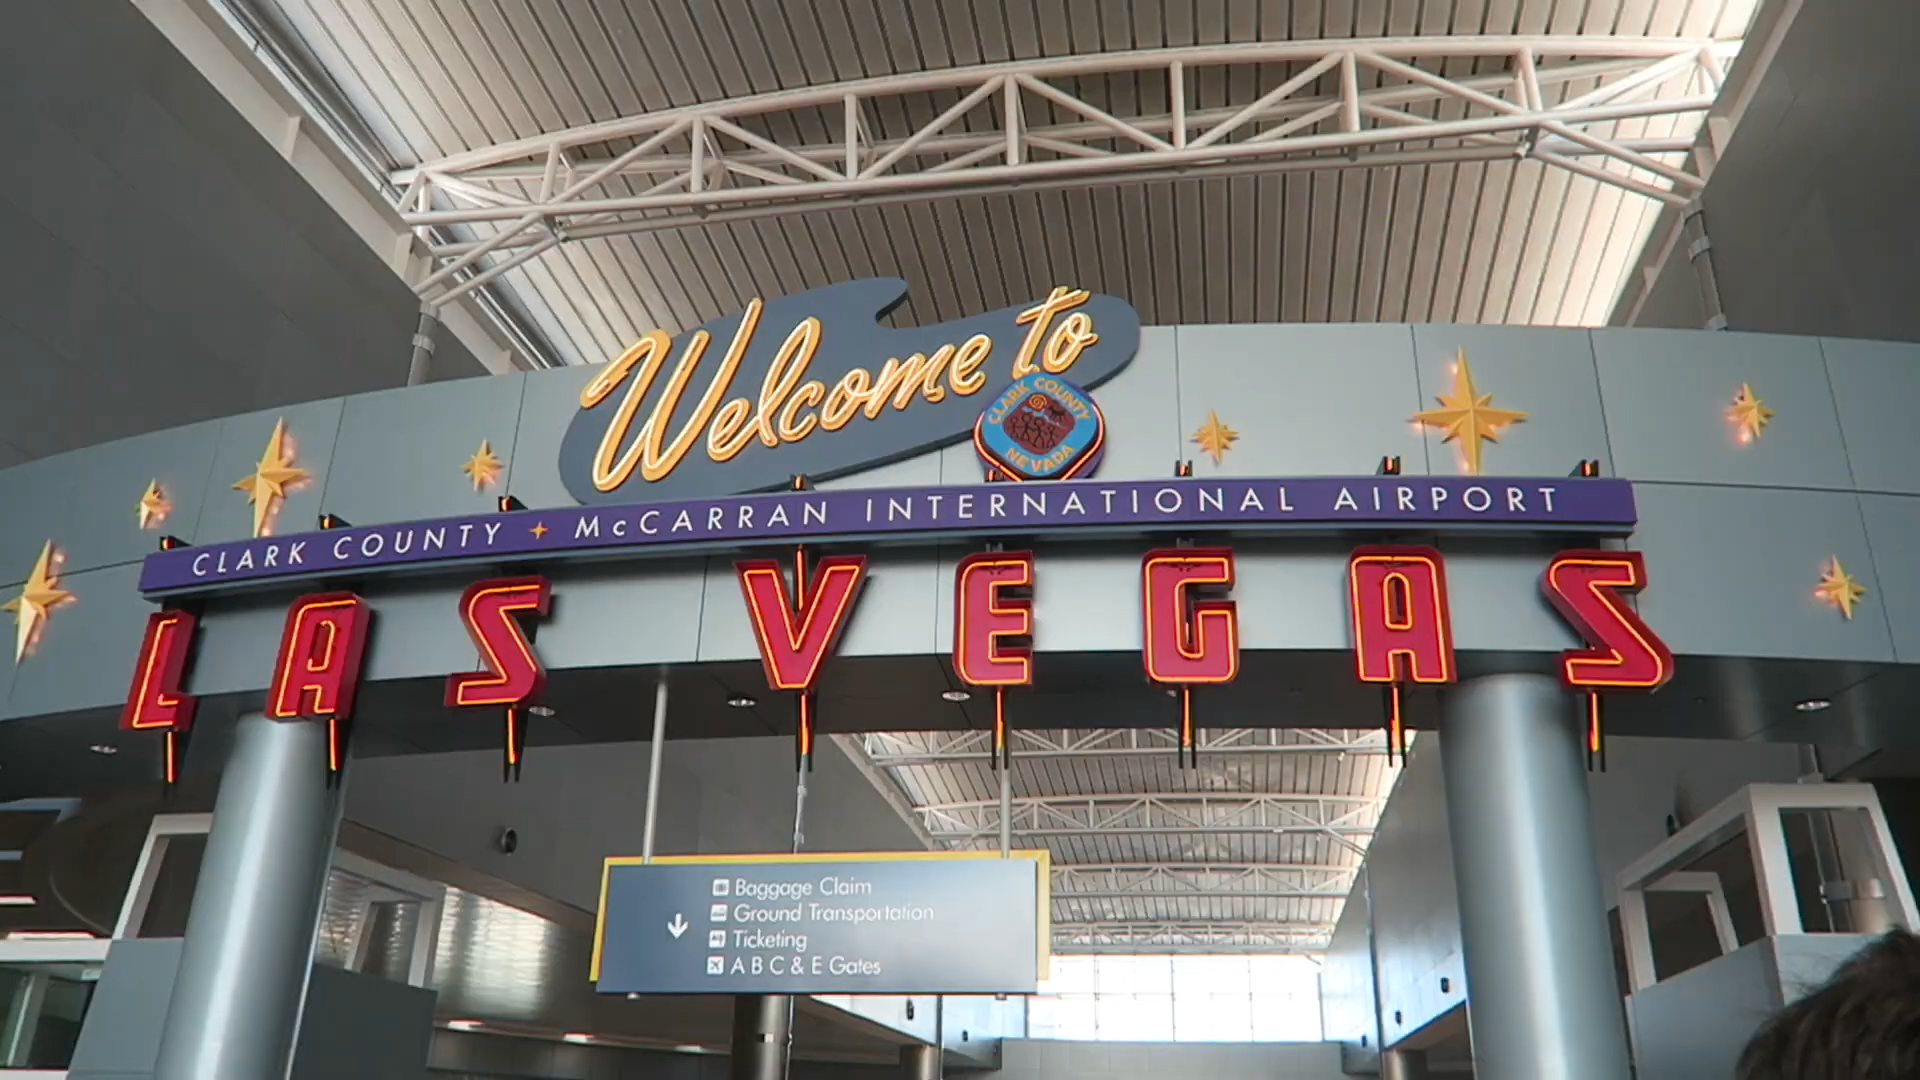 Welcome to
CLARK COUNTY
NEVADA
CLARK COUNTY McCARRAN INTERNATIONAL AIRPORT
LAS VEGAS
Baggage Claim
Ground Transportation
Ticketing
A B C & E Gates